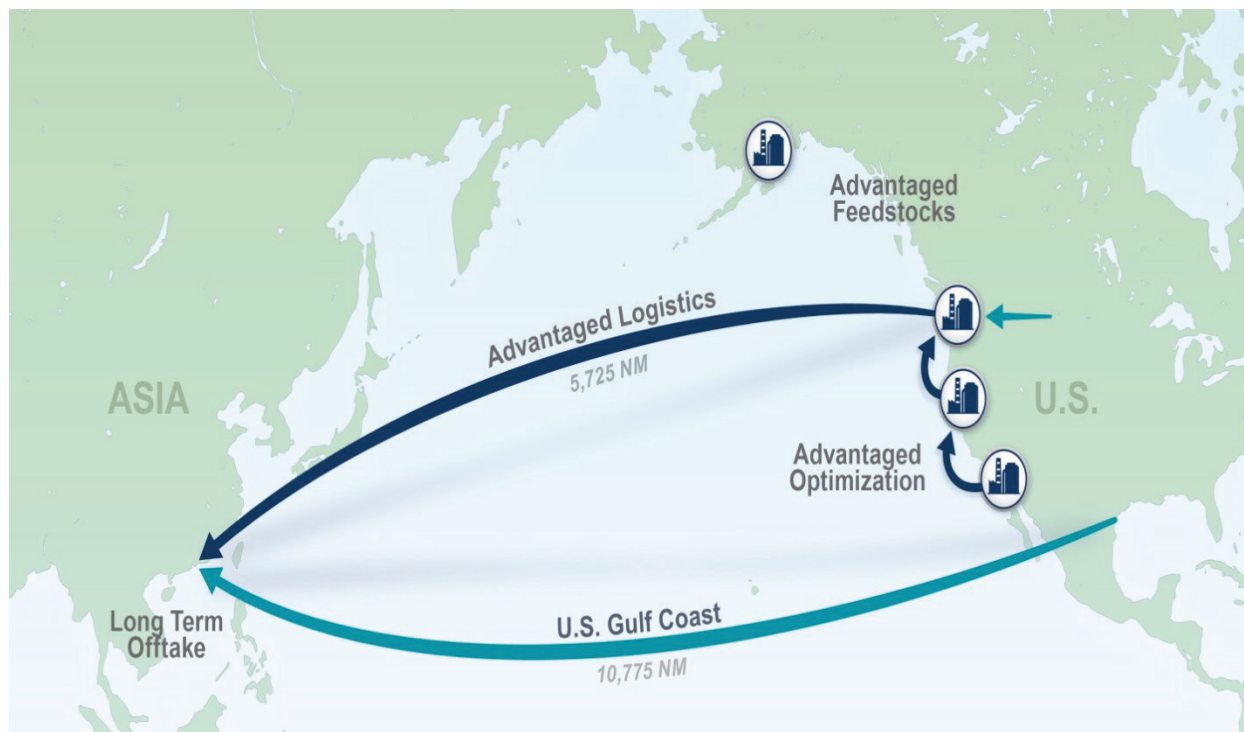 Advantaged
Feedstocks
Advantaged Logistics
5,725 NM
ASIA
U.S.
Advantaged
Optimization
Long Term
Offtake
U.S. Gulf Coast
10,775 NM